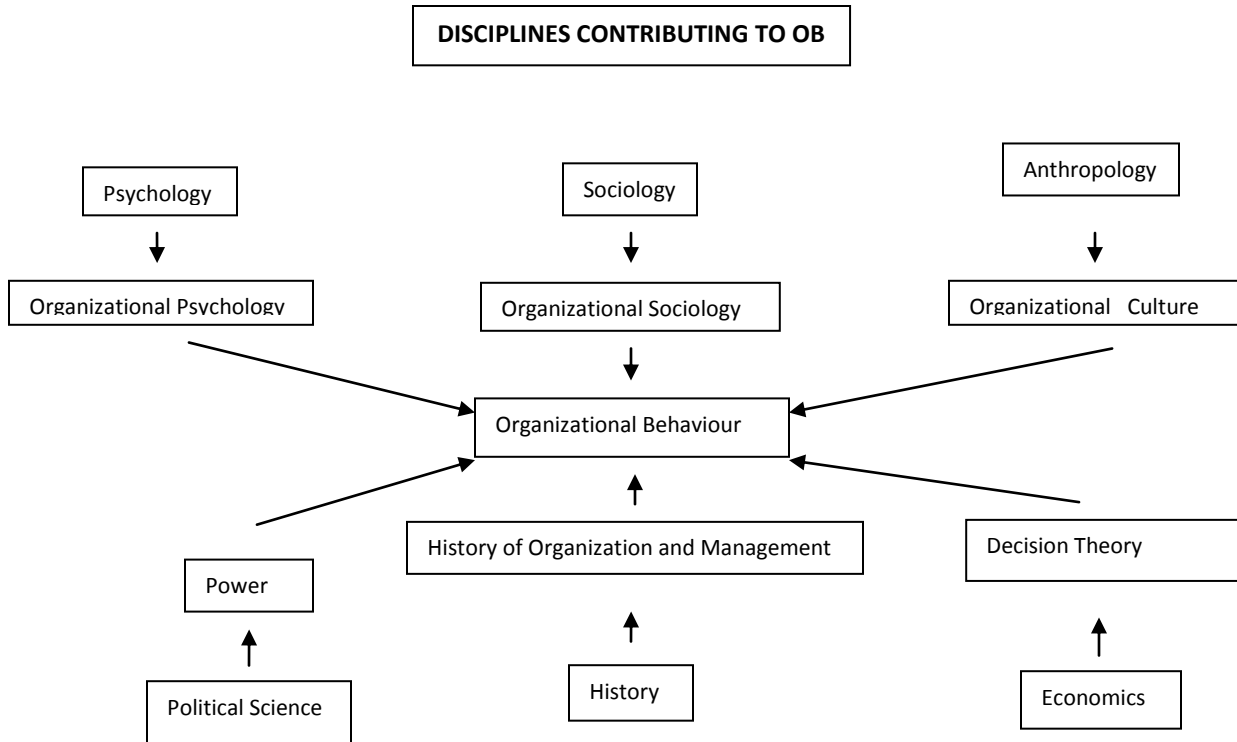 DISCIPLINES CONTRIBUTING TO OB
Psychology
Sociology
Anthropology
Organizational Psychology
Organizational Sociology
Organizational Culture
Organizational Behaviour
History of Organization and Management
Decision Theory
Power
Political Science
History
Economics